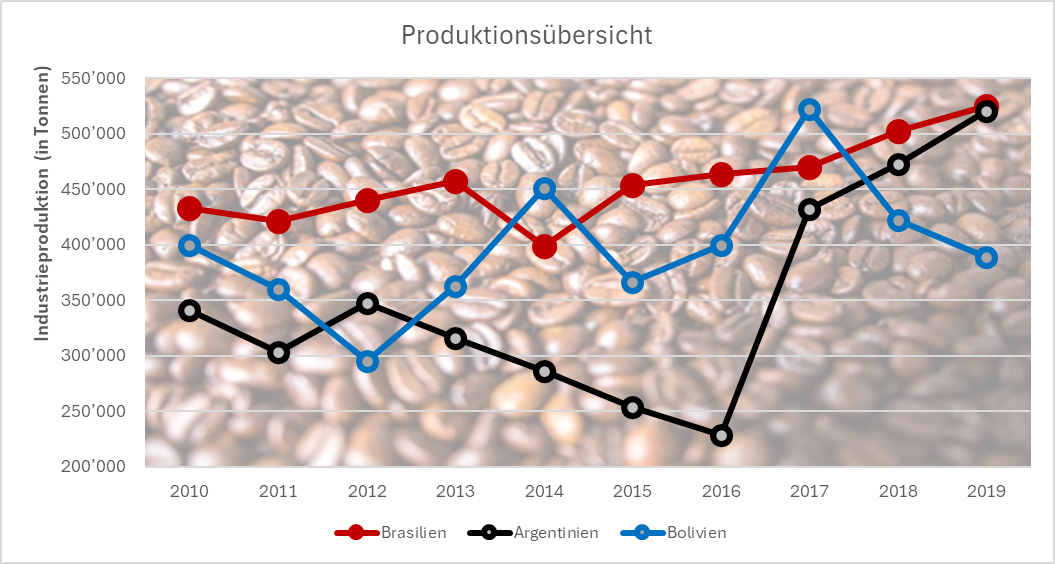 Produktionsübersicht
Industrieproduktion (in Tonnen)
550’000
500’000
450’000
400’000
350’000
300’000
250’000
200’000
2010 2011 2012 2013 2014 2015 2016 2017 2018 2019
Brasilien Argentinien Bolivien